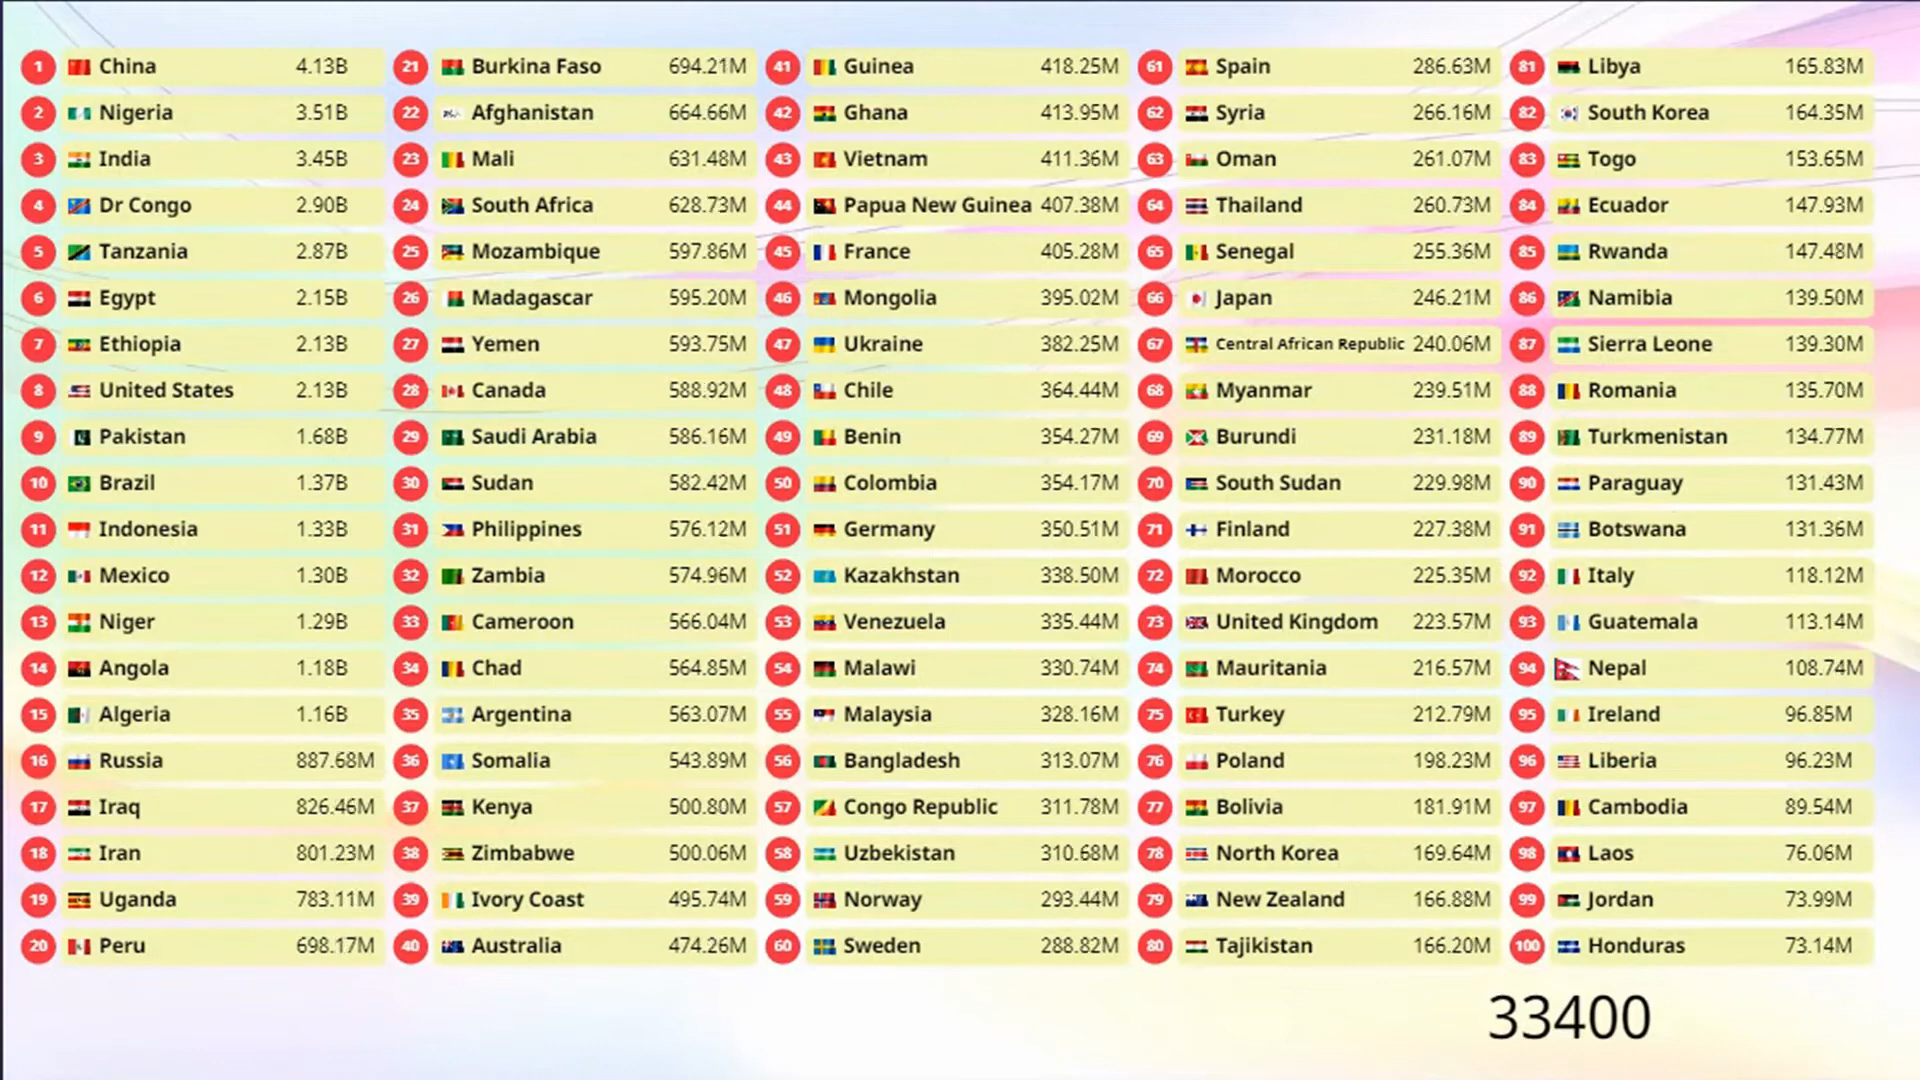 1 China 4.13B
2 Nigeria 3.51B
3 India 3.45B
4 Dr Congo 2.90B
5 Tanzania 2.87B
6 Egypt 2.15B
7 Ethiopia 2.13B
8 United States 2.13B
9 Pakistan 1.68B
10 Brazil 1.37B
11 Indonesia 1.33B
12 Mexico 1.30B
13 Niger 1.29B
14 Angola 1.18B
15 Algeria 1.16B
16 Russia 887.68M
17 Iraq 826.46M
18 Iran 801.23M
19 Uganda 783.11M
20 Peru 698.17M
21 Burkina Faso 694.21M
22 Afghanistan 664.66M
23 Mali 631.48M
24 South Africa 628.73M
25 Mozambique 597.86M
26 Madagascar 595.20M
27 Yemen 593.75M
28 Canada 588.92M
29 Saudi Arabia 586.16M
30 Sudan 582.42M
31 Philippines 576.12M
32 Zambia 574.96M
33 Cameroon 566.04M
34 Chad 564.85M
35 Argentina 563.07M
36 Somalia 543.89M
37 Kenya 500.80M
38 Zimbabwe 500.06M
39 Ivory Coast 495.74M
40 Australia 474.26M
41 Guinea 418.25M
42 Ghana 413.95M
43 Vietnam 411.36M
44 Papua New Guinea 407.38M
45 France 405.28M
46 Mongolia 395.02M
47 Ukraine 382.25M
48 Chile 364.44M
49 Benin 354.27M
50 Colombia 354.17M
51 Germany 350.51M
52 Kazakhstan 338.50M
53 Venezuela 335.44M
54 Malawi 330.74M
55 Malaysia 328.16M
56 Bangladesh 313.07M
57 Congo Republic 311.78M
58 Uzbekistan 310.68M
59 Norway 293.44M
60 Sweden 288.82M
61 Spain 286.63M
62 Syria 266.16M
63 Oman 261.07M
64 Thailand 260.73M
65 Senegal 255.36M
66 Japan 246.21M
67 Central African Republic 240.06M
68 Myanmar 239.51M
69 Burundi 231.18M
70 South Sudan 229.98M
71 Finland 227.38M
72 Morocco 225.35M
73 United Kingdom 223.57M
74 Mauritania 216.57M
75 Turkey 212.79M
76 Poland 198.23M
77 Bolivia 181.91M
78 North Korea 169.64M
79 New Zealand 166.88M
80 Tajikistan 166.20M
81 Libya 165.83M
82 South Korea 164.35M
83 Togo 153.65M
84 Ecuador 147.93M
85 Rwanda 147.48M
86 Namibia 139.50M
87 Sierra Leone 139.30M
88 Romania 135.70M
89 Turkmenistan 134.77M
90 Paraguay 131.43M
91 Botswana 131.36M
92 Italy 118.12M
93 Guatemala 113.14M
94 Nepal 108.74M
95 Ireland 96.85M
96 Liberia 96.23M
97 Cambodia 89.54M
98 Laos 76.06M
99 Jordan 73.99M
100 Honduras 73.14M
33400